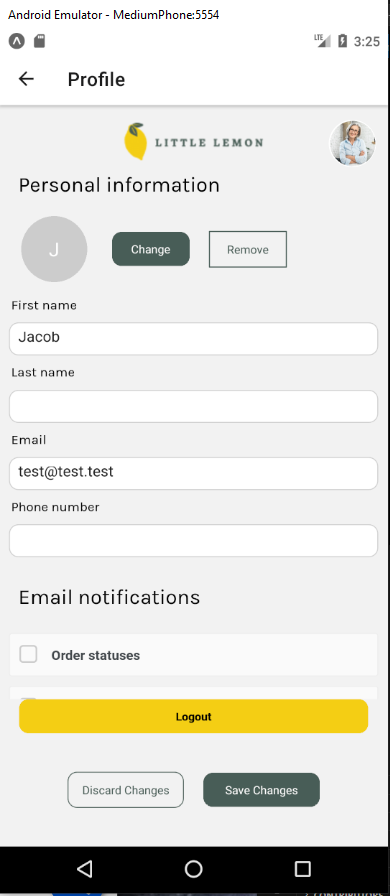 Android Emulator - MediumPhone:5554
LTE 3:25
Profile
LITTLE LEMON
Personal information
J
Change
Remove
First name
Jacob
Last name
Email
test@test.test
Phone number
Email notifications
Order statuses
Logout
Discard Changes
Save Changes